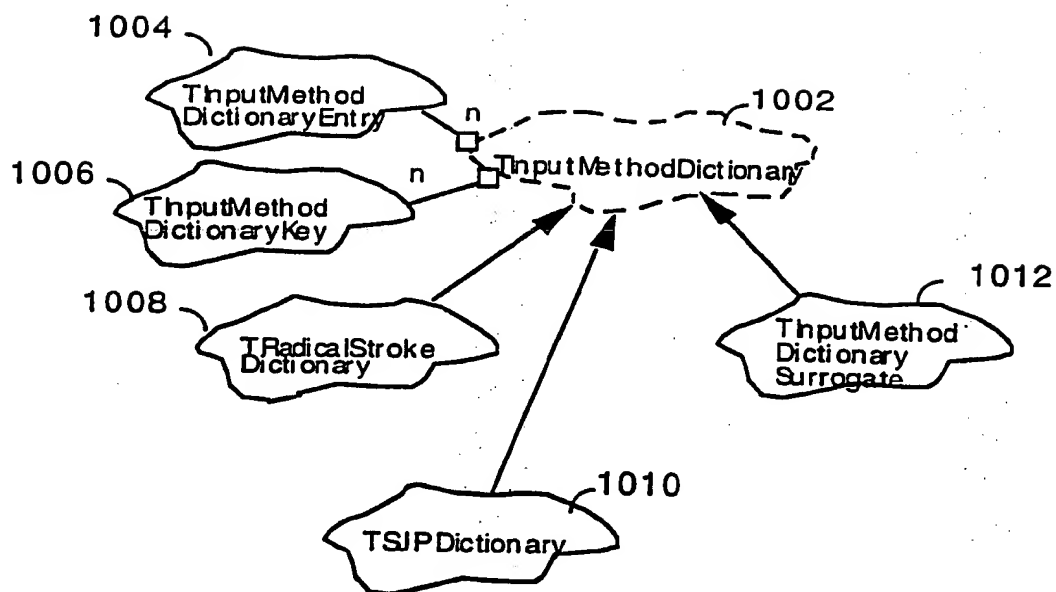 1004
TInputMethod
DictionaryEntry
n
1002
TInputMethodDictionary
1006
n
TInputMethod
DictionaryKey
1008
TRadicalStroke
Dictionary
1012
TInputMethod
Dictionary
Surrogate
1010
TSJPDictionary